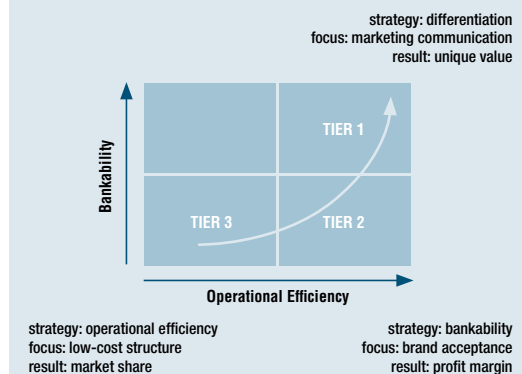 strategy: differentiation
focus: marketing communication
result: unique value
TIER 1
Bankability
TIER 3
TIER 2
Operational Efficiency
strategy: operational efficiency
focus: low-cost structure
result: market share
strategy: bankability
focus: brand acceptance
result: profit margin